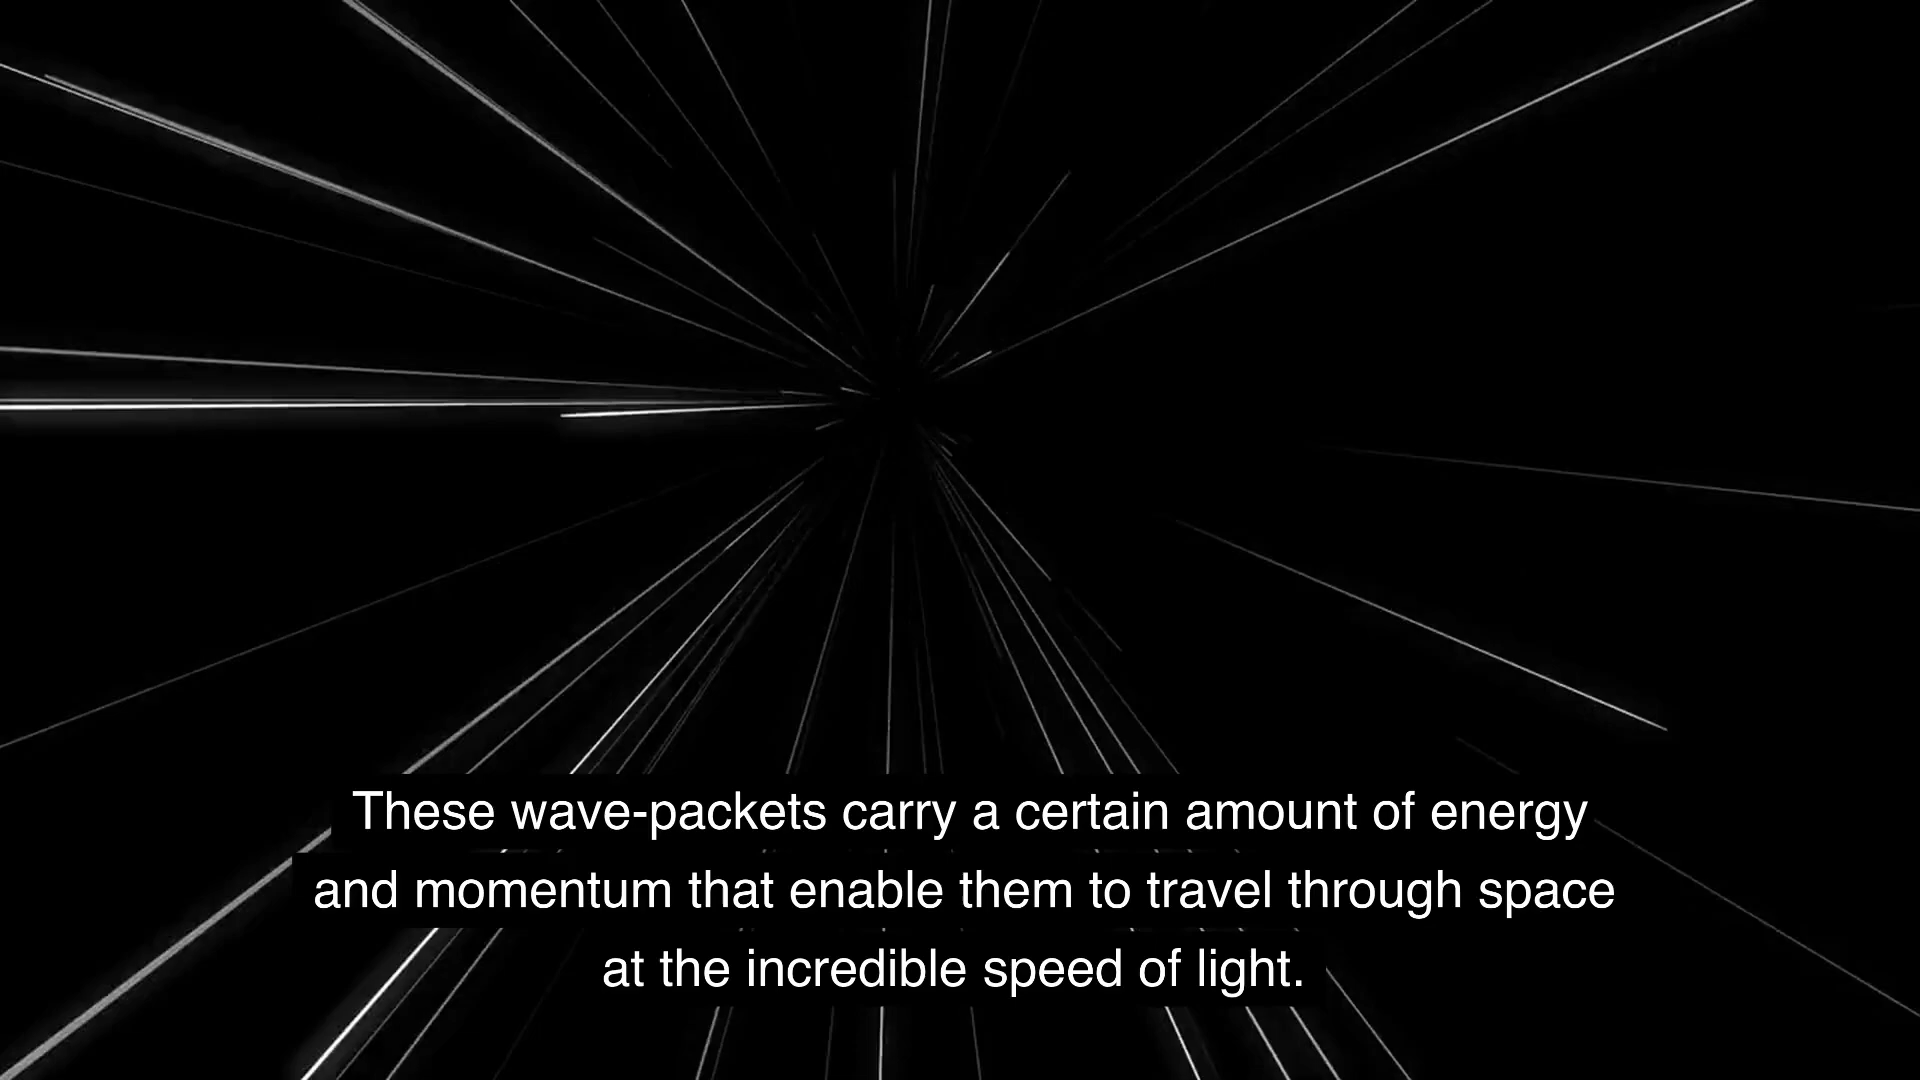 These wave-packets carry a certain amount of energy
and momentum that enable them to travel through space
at the incredible speed of light.